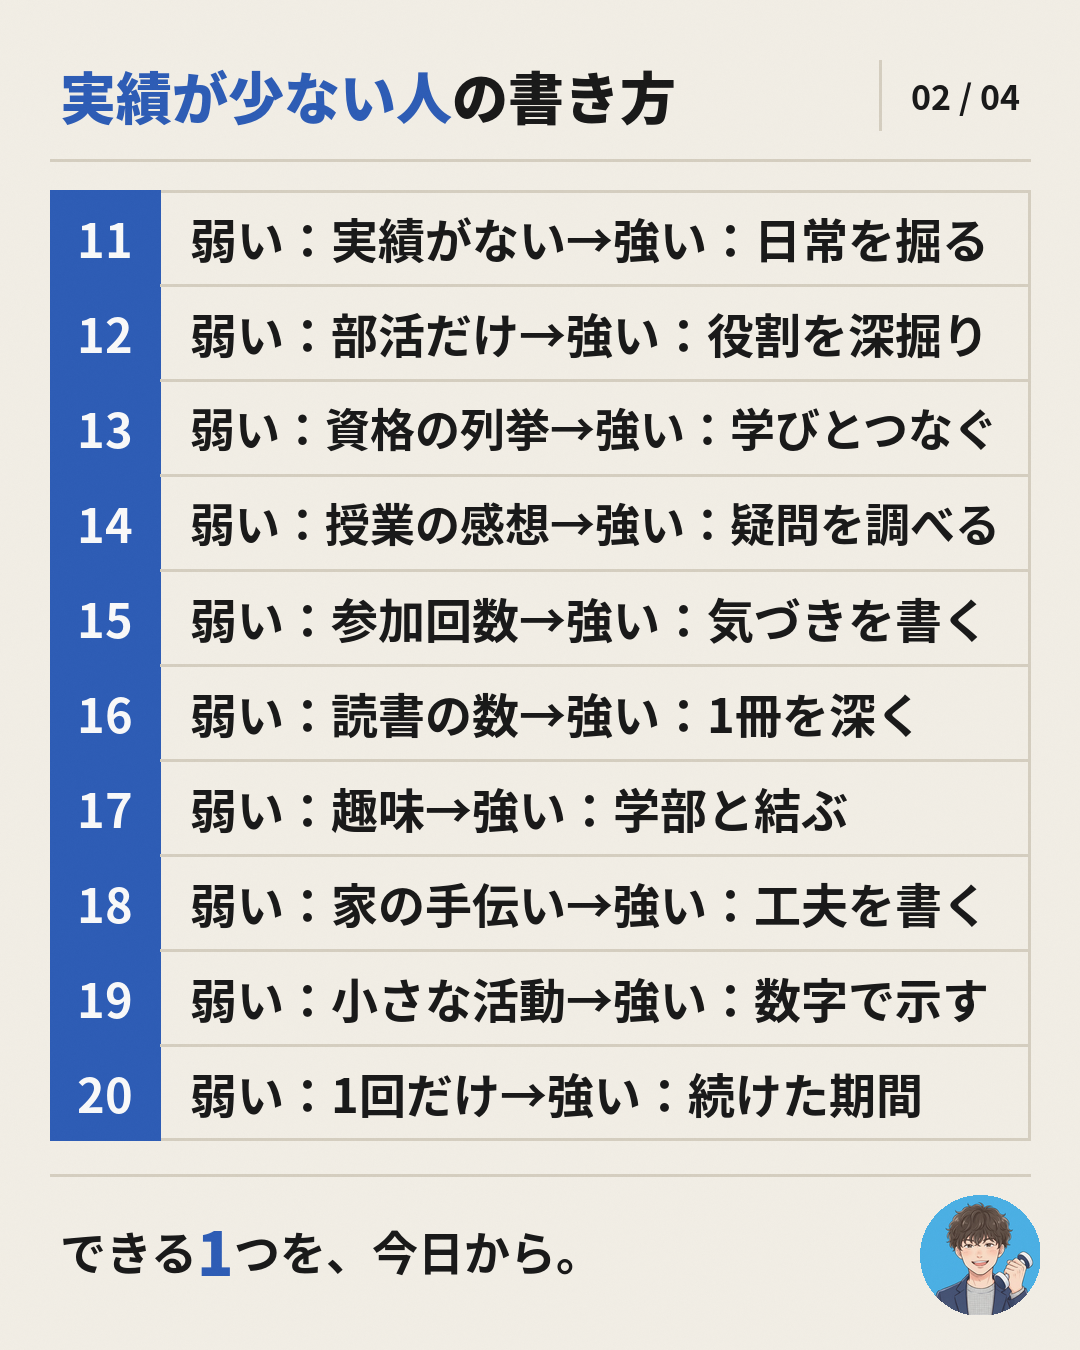 実績が少ない人の書き方
02 / 04
11 弱い：実績がない→強い：日常を掘る
12 弱い：部活だけ→強い：役割を深掘り
13 弱い：資格の列挙→強い：学びとつなぐ
14 弱い：授業の感想→強い：疑問を調べる
15 弱い：参加回数→強い：気づきを書く
16 弱い：読書の数→強い：1冊を深く
17 弱い：趣味→強い：学部と結ぶ
18 弱い：家の手伝い→強い：工夫を書く
19 弱い：小さな活動→強い：数字で示す
20 弱い：1回だけ→強い：続けた期間
できる1つを、今日から。